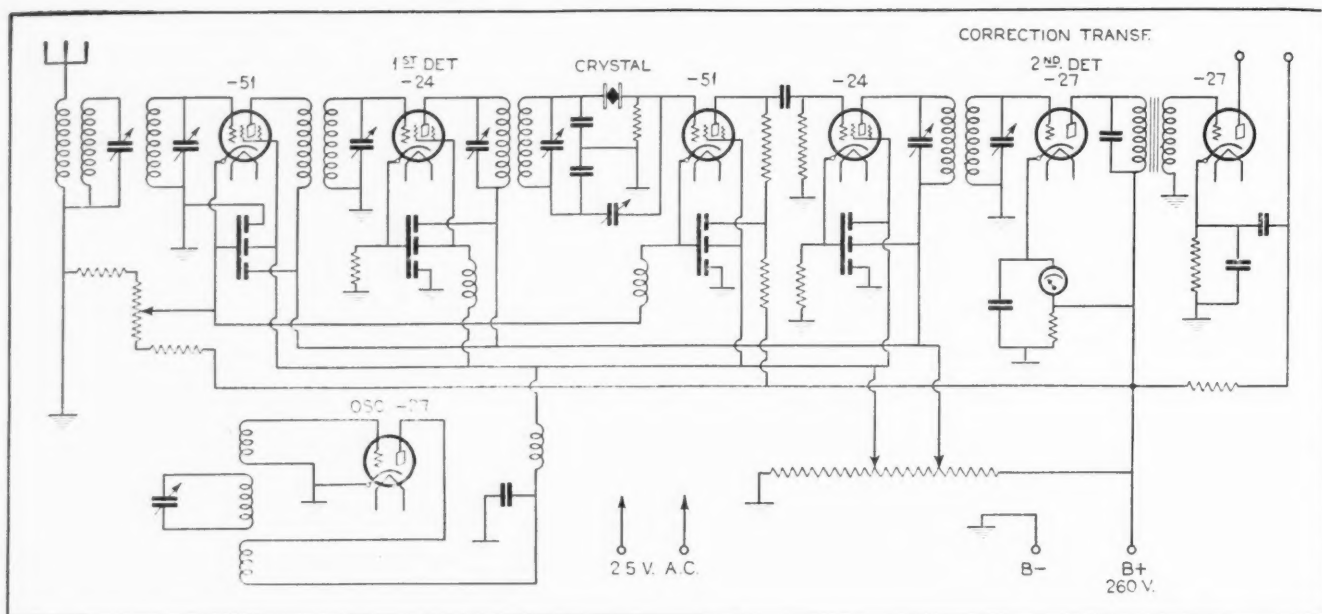 CORRECTION TRANSF.
1ST DET
2ND. DET
-51
-24
CRYSTAL
-51
-24
-27
-27
OSC. -27
2.5 V. A.C.
B-
B+
260 V.